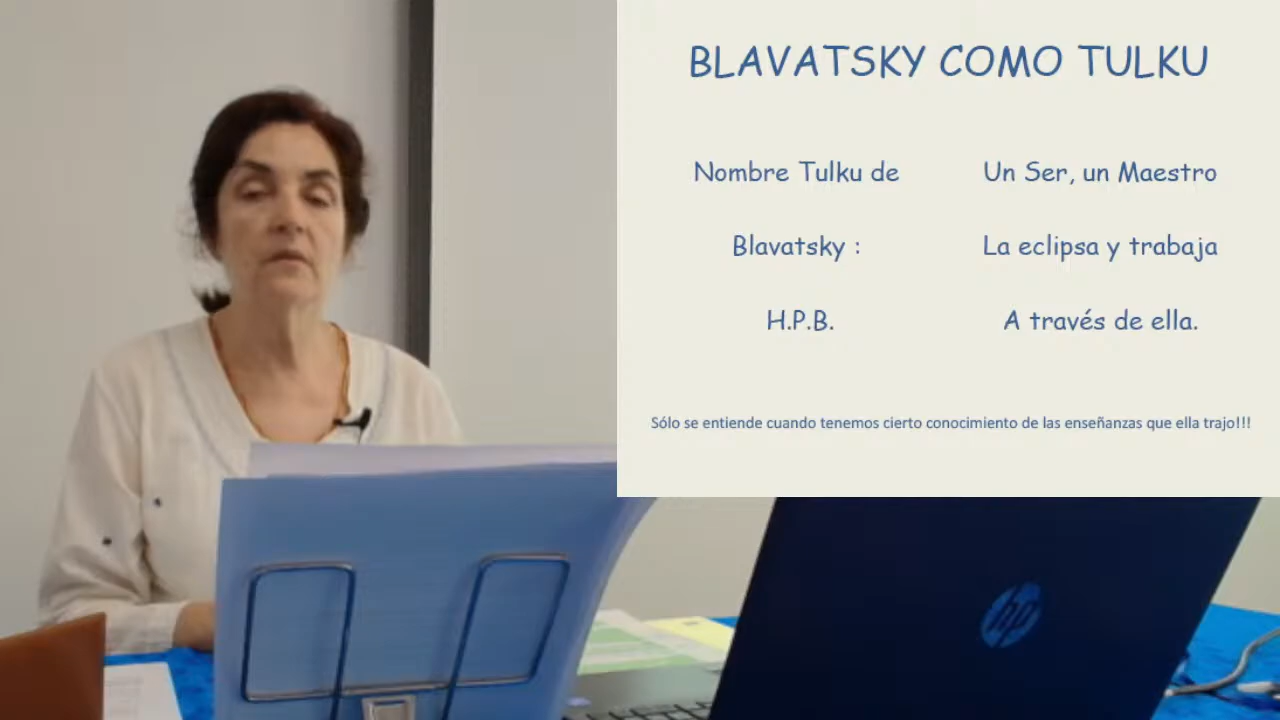 BLAVATSKY COMO TULKU
Nombre Tulku de
Blavatsky :
H.P.B.
Un Ser, un Maestro
La eclipsa y trabaja
A través de ella.
Sólo se entiende cuando tenemos cierto conocimiento de las enseñanzas que ella trajo!!!
hp